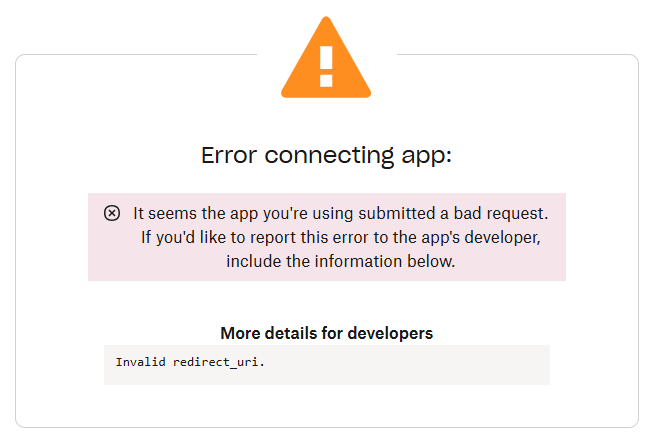 Error connecting app:
It seems the app you're using submitted a bad request.
If you'd like to report this error to the app's developer,
include the information below.
More details for developers
Invalid redirect_uri.